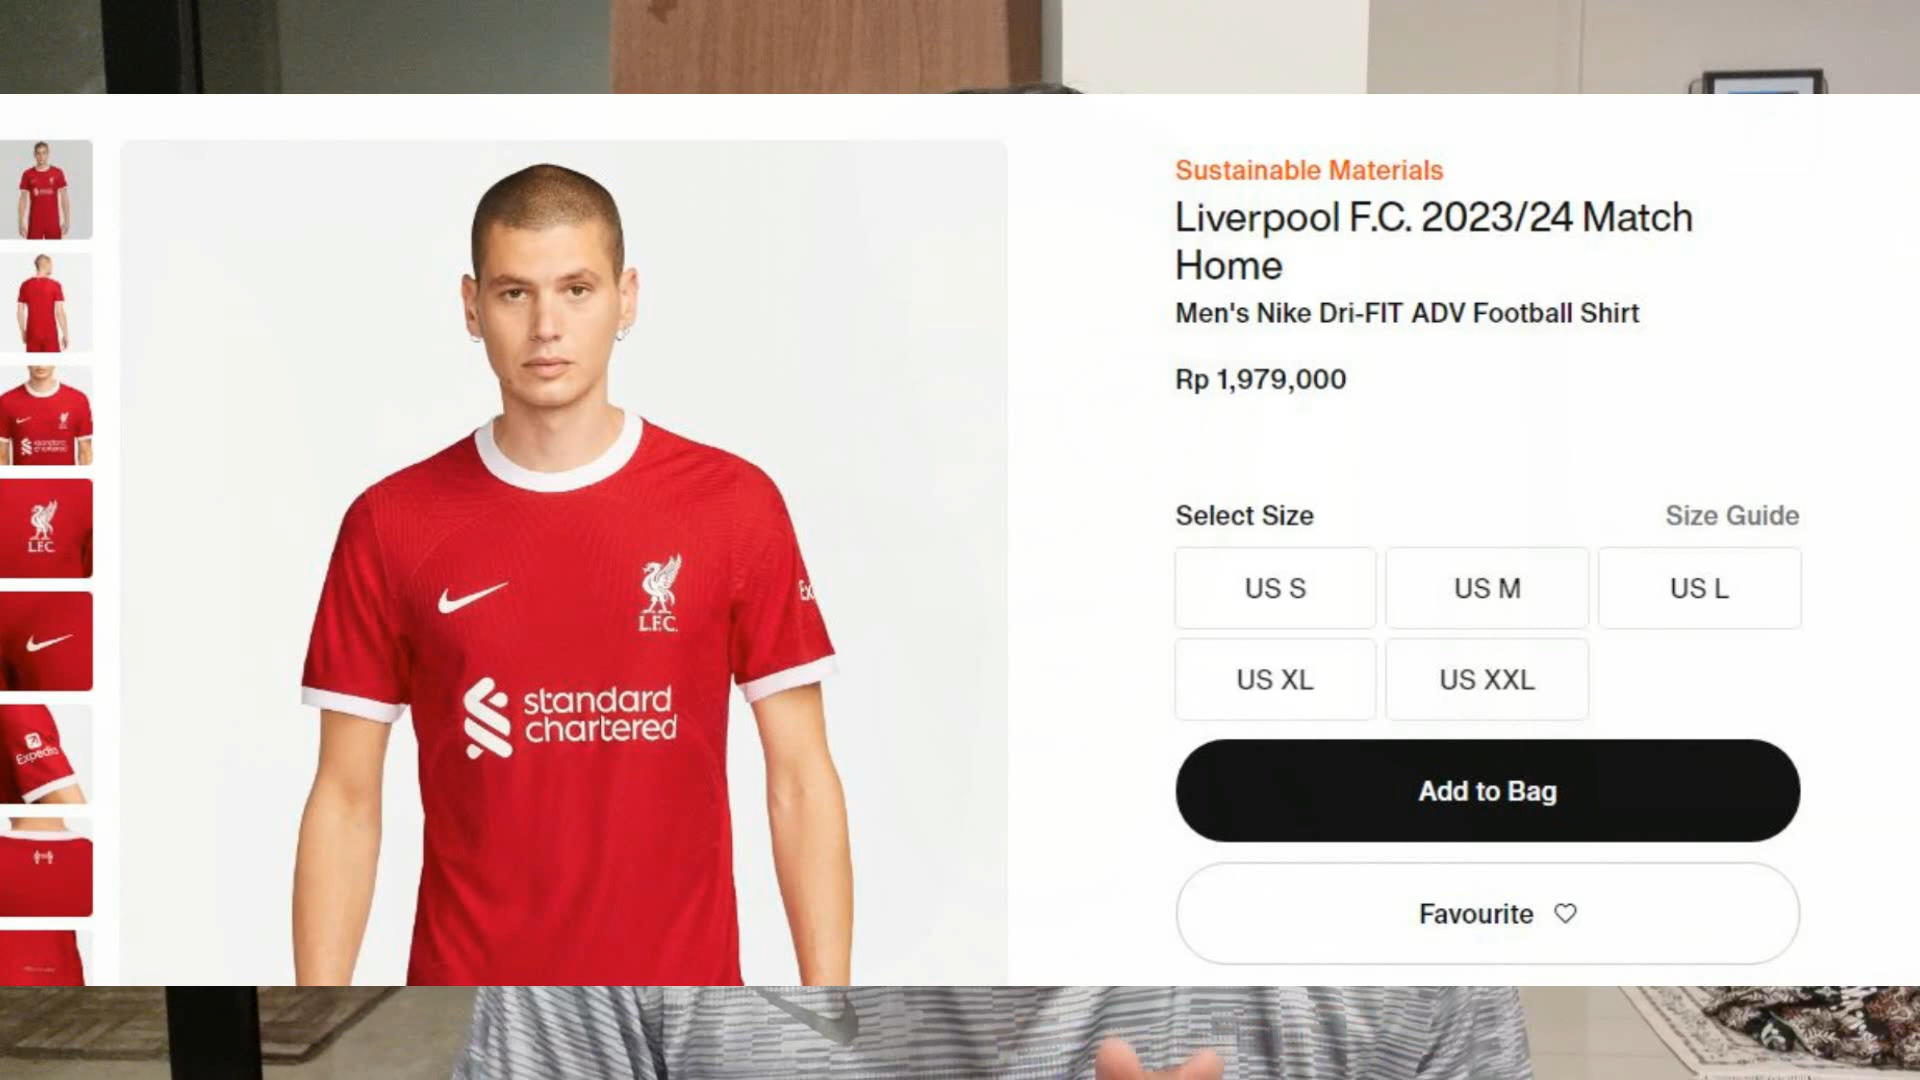 Sustainable Materials
Liverpool F.C. 2023/24 Match
Home
Men's Nike Dri-FIT ADV Football Shirt
Rp 1,979,000
Select Size
Size Guide
US S
US M
US L
US XL
US XXL
Add to Bag
Favourite
L.F.C.
standard
chartered
L.F.C.
Expedia